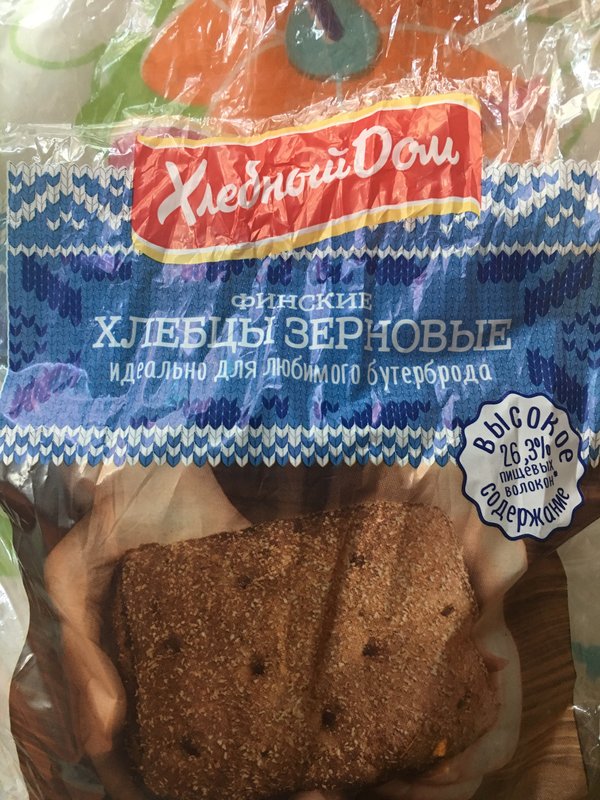 Хлебный Дом
ФИНСКИЕ
ХЛЕБЦЫ ЗЕРНОВЫЕ
идеально для любимого бутерброда
ВЫСОКОЕ
26,3%
ПИЩЕВЫХ
ВОЛОКОН*
СОДЕРЖАНИЕ